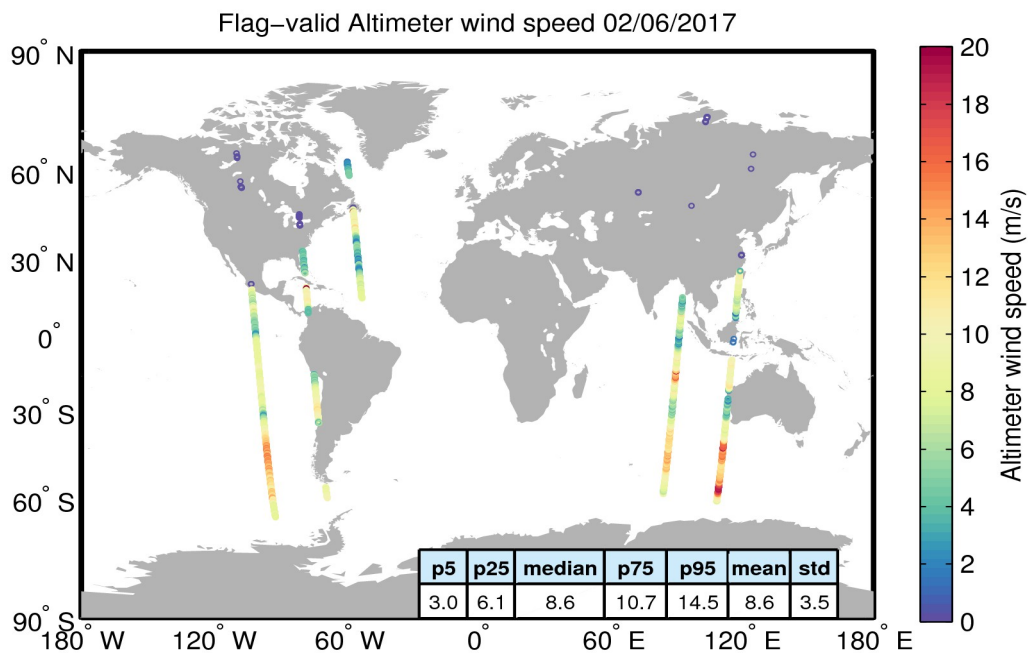 Flag−valid Altimeter wind speed 02/06/2017
90° N
60° N
30° N
0°
30° S
60° S
90° S
180° W
120° W
60° W
0°
60° E
120° E
180° E
p5 p25 median p75 p95 mean std
3.0 6.1 8.6 10.7 14.5 8.6 3.5
20
18
16
14
12
10
8
6
4
2
0
Altimeter wind speed (m/s)